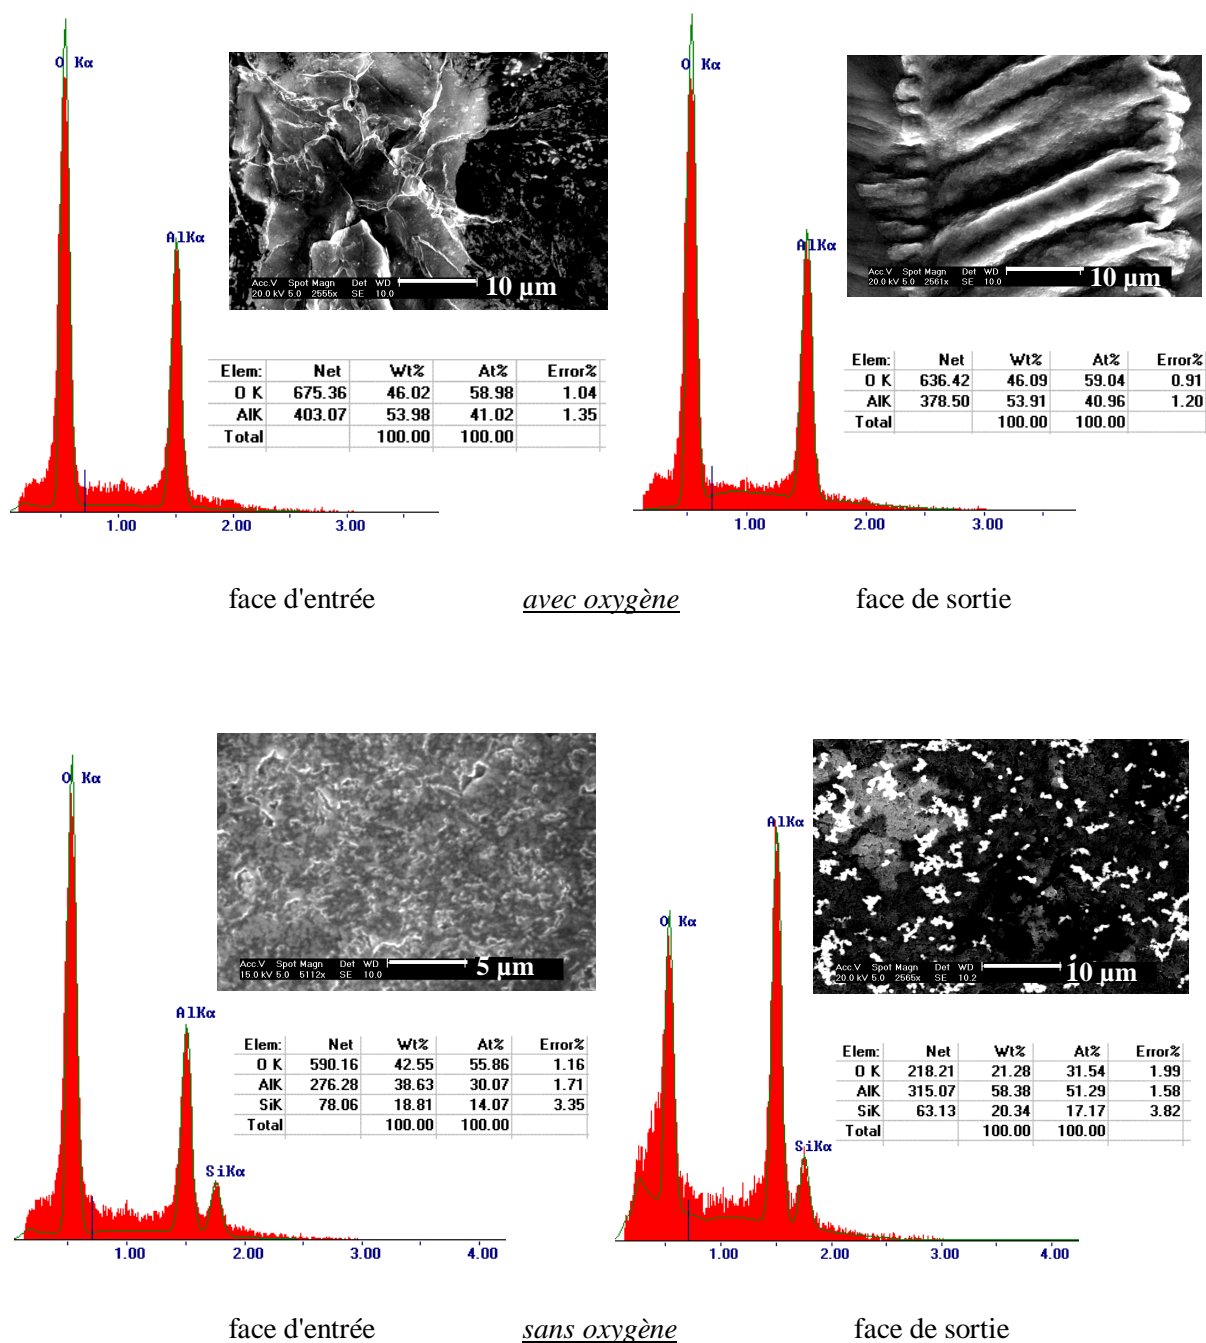 O Kα
AlKα
Acc.V Spot Magn Det WD
20.0 kV 5.0 2555x SE 10.0
10 µm
Elem: Net Wt% At% Error%
O K 675.36 46.02 58.98 1.04
AlK 403.07 53.98 41.02 1.35
Total 100.00 100.00
1.00 2.00 3.00
O Kα
AlKα
Acc.V Spot Magn Det WD
20.0 kV 5.0 2561x SE 10.0
10 µm
Elem: Net Wt% At% Error%
O K 636.42 46.09 59.04 0.91
AlK 378.50 53.91 40.96 1.20
Total 100.00 100.00
1.00 2.00 3.00
face d'entrée avec oxygène face de sortie
O Kα
AlKα
SiKα
Acc.V Spot Magn Det WD
15.0 kV 5.0 5112x SE 10.0
5 µm
Elem: Net Wt% At% Error%
O K 590.16 42.55 55.86 1.16
AlK 276.28 38.63 30.07 1.71
SiK 78.06 18.81 14.07 3.35
Total 100.00 100.00
1.00 2.00 3.00 4.00
O Kα
AlKα
SiKα
Acc.V Spot Magn Det WD
20.0 kV 5.0 2565x SE 10.2
10 µm
Elem: Net Wt% At% Error%
O K 218.21 21.28 31.54 1.99
AlK 315.07 58.38 51.29 1.58
SiK 63.13 20.34 17.17 3.82
Total 100.00 100.00
1.00 2.00 3.00 4.00
face d'entrée sans oxygène face de sortie